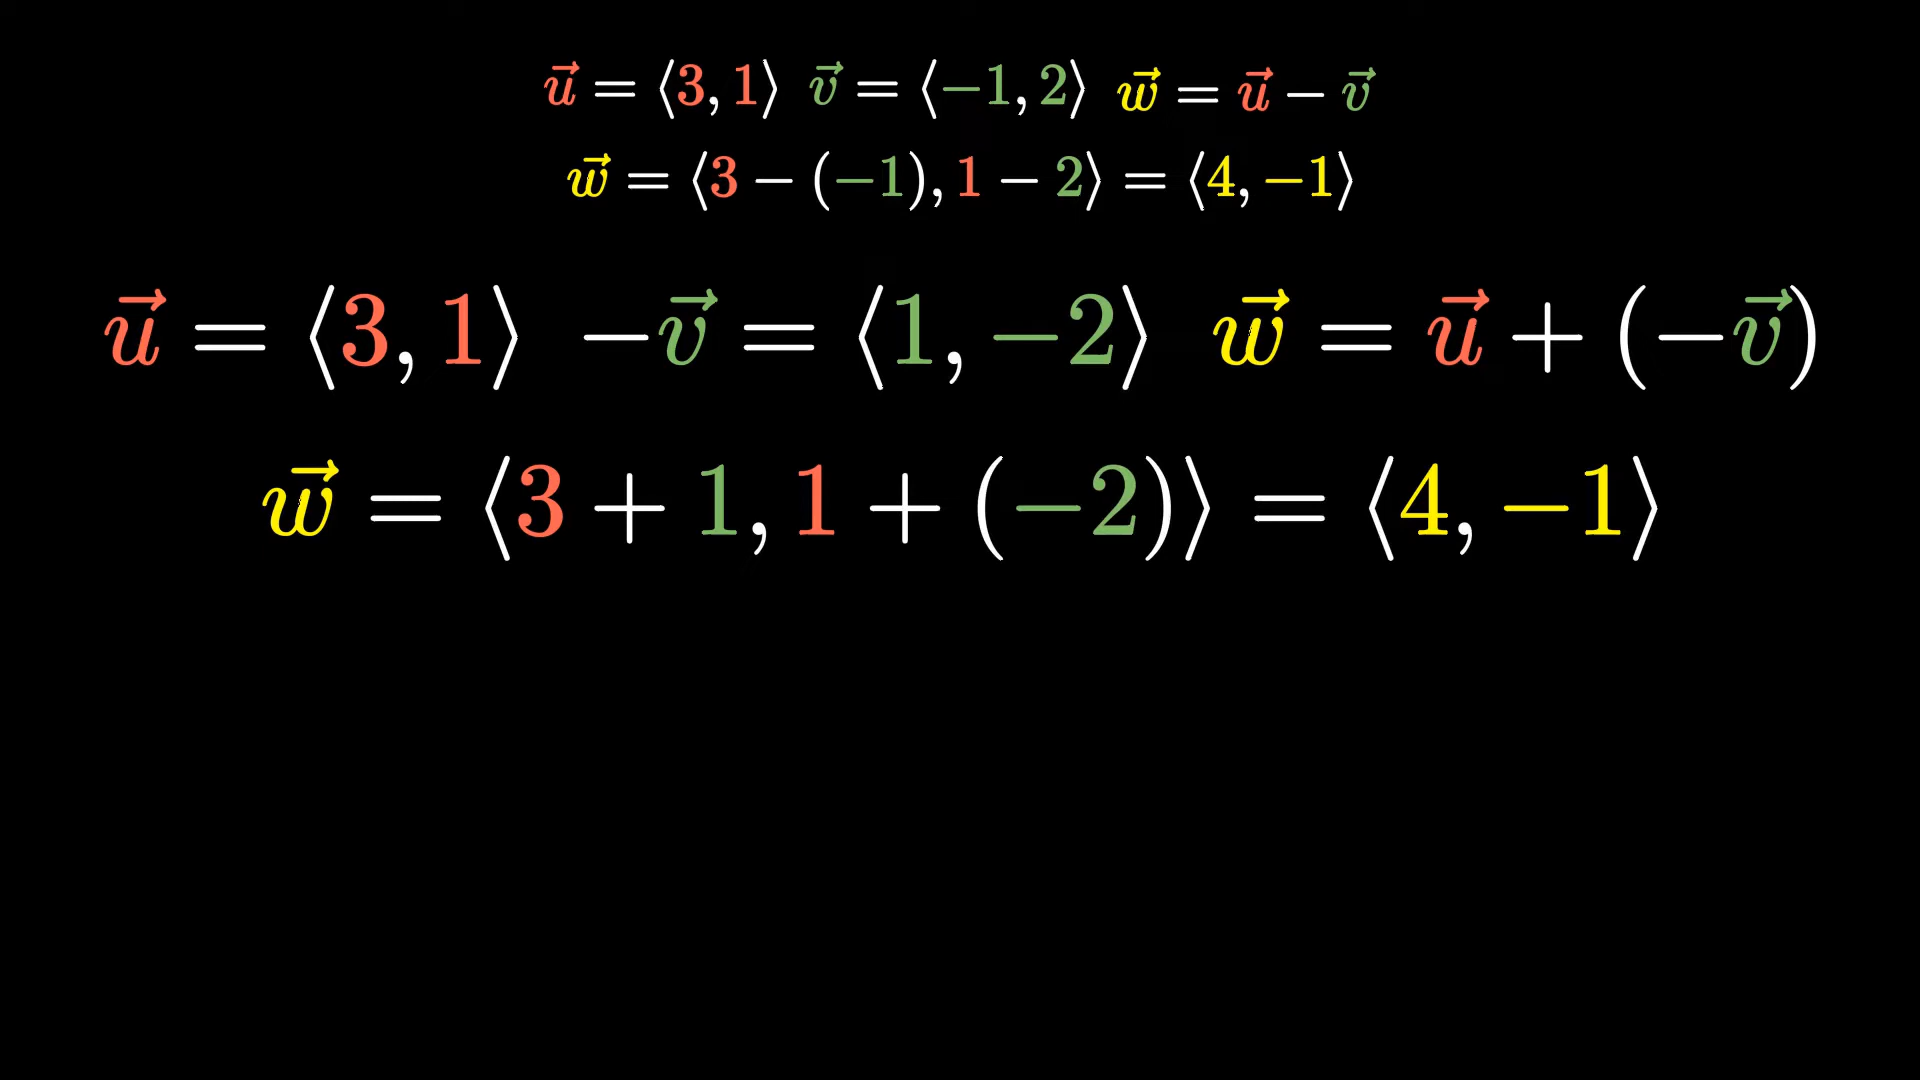 u⃗ = ⟨3, 1⟩ v⃗ = ⟨−1, 2⟩ w⃗ = u⃗ − v⃗
w⃗ = ⟨3 − (−1), 1 − 2⟩ = ⟨4, −1⟩
u⃗ = ⟨3, 1⟩ −v⃗ = ⟨1, −2⟩ w⃗ = u⃗ + (−v⃗)
w⃗ = ⟨3 + 1, 1 + (−2)⟩ = ⟨4, −1⟩